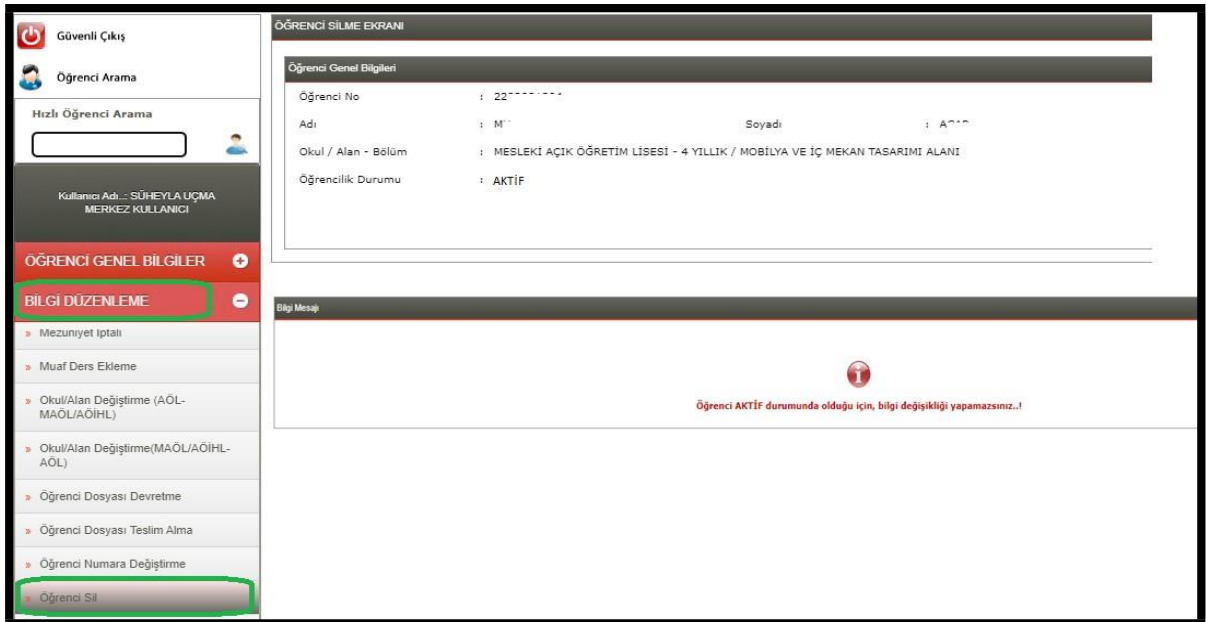 Güvenli Çıkış
Öğrenci Arama
Hızlı Öğrenci Arama
Kullanıcı Adı..: SÜHEYLA UÇMA
MERKEZ KULLANICI
ÖĞRENCİ GENEL BİLGİLER
BİLGİ DÜZENLEME
» Mezuniyet İptali
» Muaf Ders Ekleme
» Okul/Alan Değiştirme (AÖL-
MAÖL/AÖİHL)
» Okul/Alan Değiştirme(MAÖL/AÖİHL-
AÖL)
» Öğrenci Dosyası Devretme
» Öğrenci Dosyası Teslim Alma
» Öğrenci Numara Değiştirme
» Öğrenci Sil
ÖĞRENCİ SİLME EKRANI
Öğrenci Genel Bilgileri
Öğrenci No : 22
Adı : M Soyadı : A
Okul / Alan - Bölüm : MESLEKİ AÇIK ÖĞRETİM LİSESİ - 4 YILLIK / MOBİLYA VE İÇ MEKAN TASARIMI ALANI
Öğrencilik Durumu : AKTİF
Bilgi Mesajı
Öğrenci AKTİF durumunda olduğu için, bilgi değişikliği yapamazsınız..!